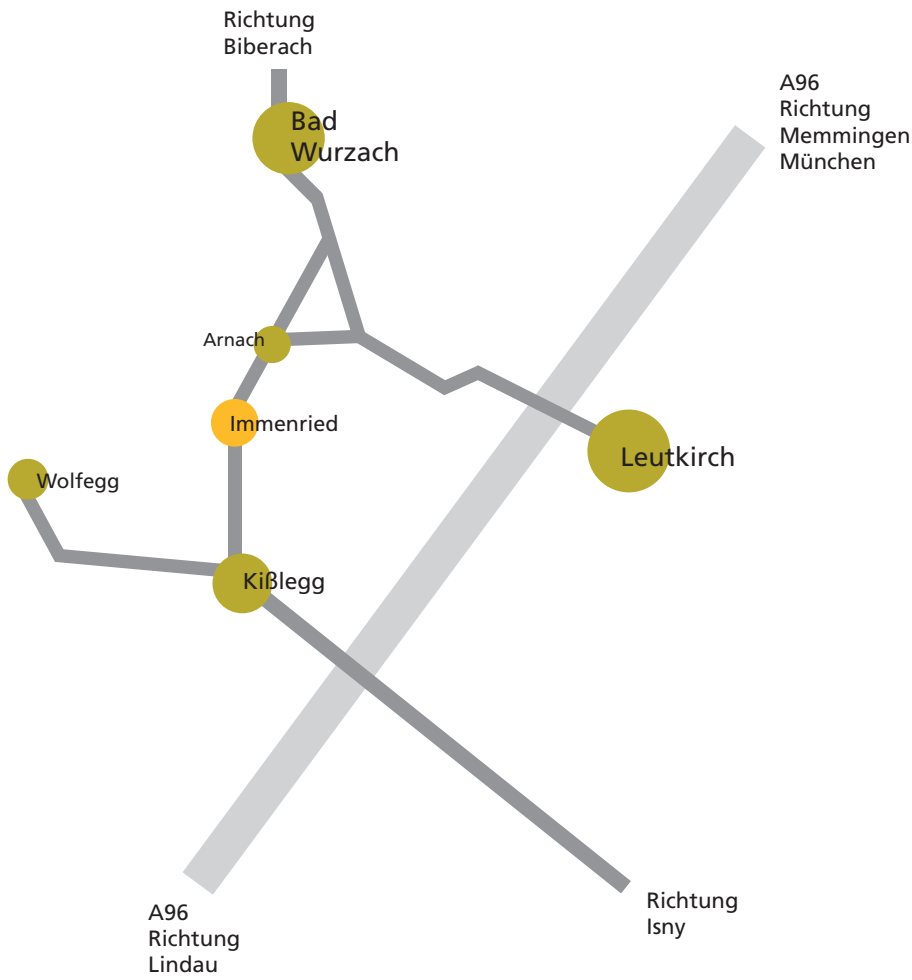 Richtung
Biberach
A96
Richtung
Memmingen
München
Bad
Wurzach
Arnach
Immenried
Leutkirch
Wolfegg
Kißlegg
Richtung
Isny
A96
Richtung
Lindau